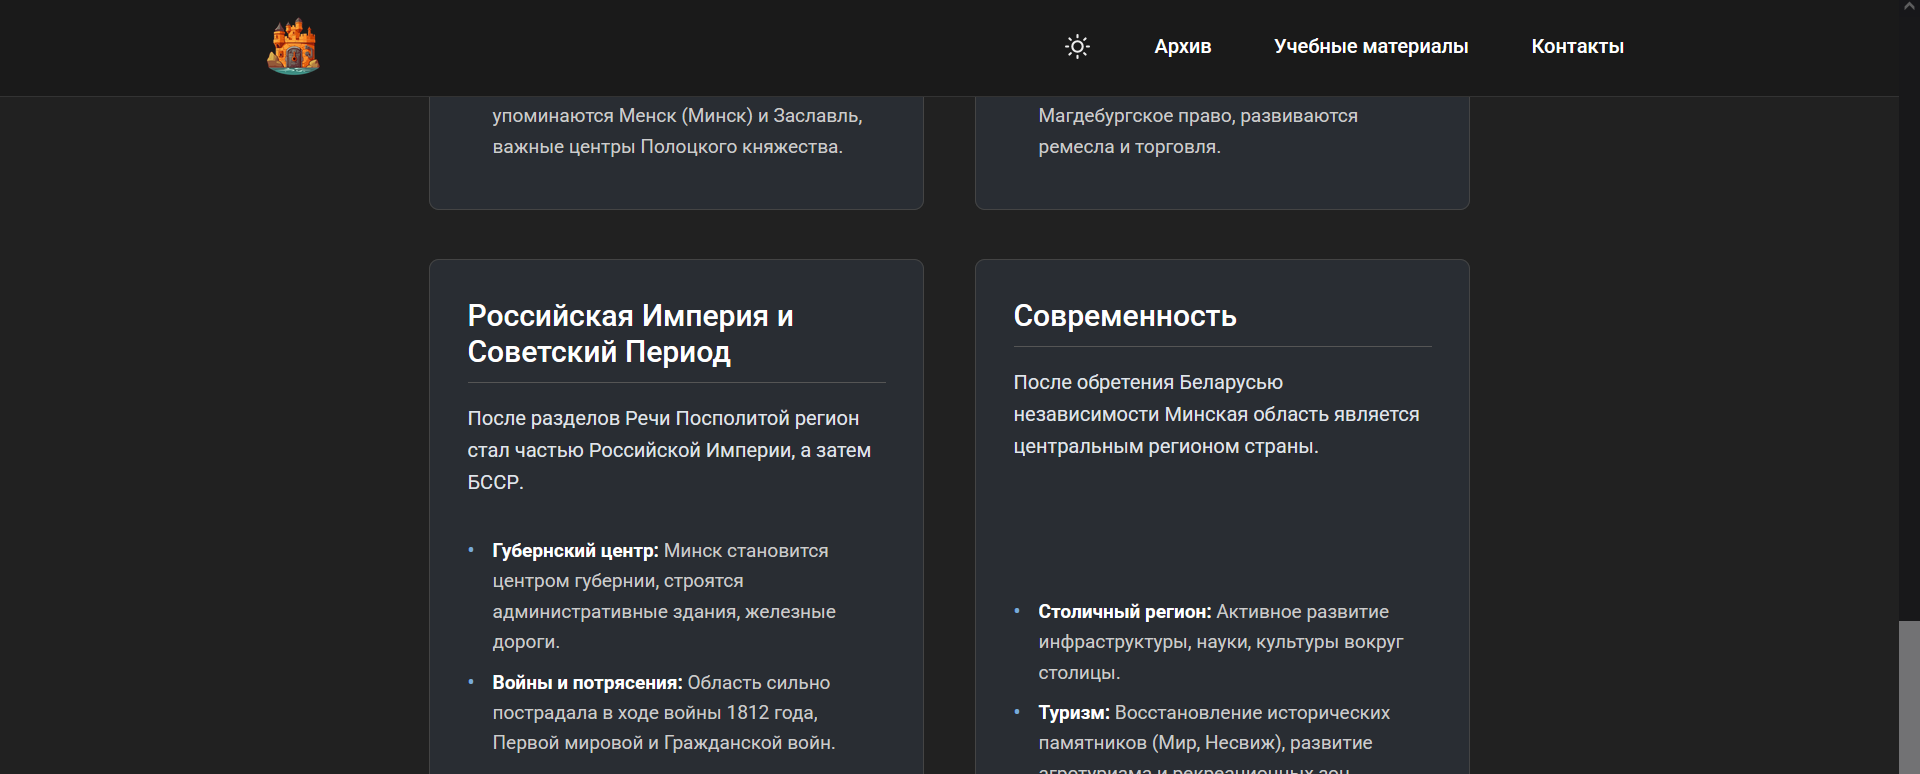 Архив
Учебные материалы
Контакты
упоминаются Менск (Минск) и Заславль,
важные центры Полоцкого княжества.
Магдебургское право, развиваются
ремесла и торговля.
Российская Империя и
Советский Период
После разделов Речи Посполитой регион
стал частью Российской Империи, а затем
БССР.
• Губернский центр: Минск становится
центром губернии, строятся
административные здания, железные
дороги.
• Войны и потрясения: Область сильно
пострадала в ходе войны 1812 года,
Первой мировой и Гражданской войн.
Современность
После обретения Беларусью
независимости Минская область является
центральным регионом страны.
• Столичный регион: Активное развитие
инфраструктуры, науки, культуры вокруг
столицы.
• Туризм: Восстановление исторических
памятников (Мир, Несвиж), развитие
агротуризма и рекреационных зон